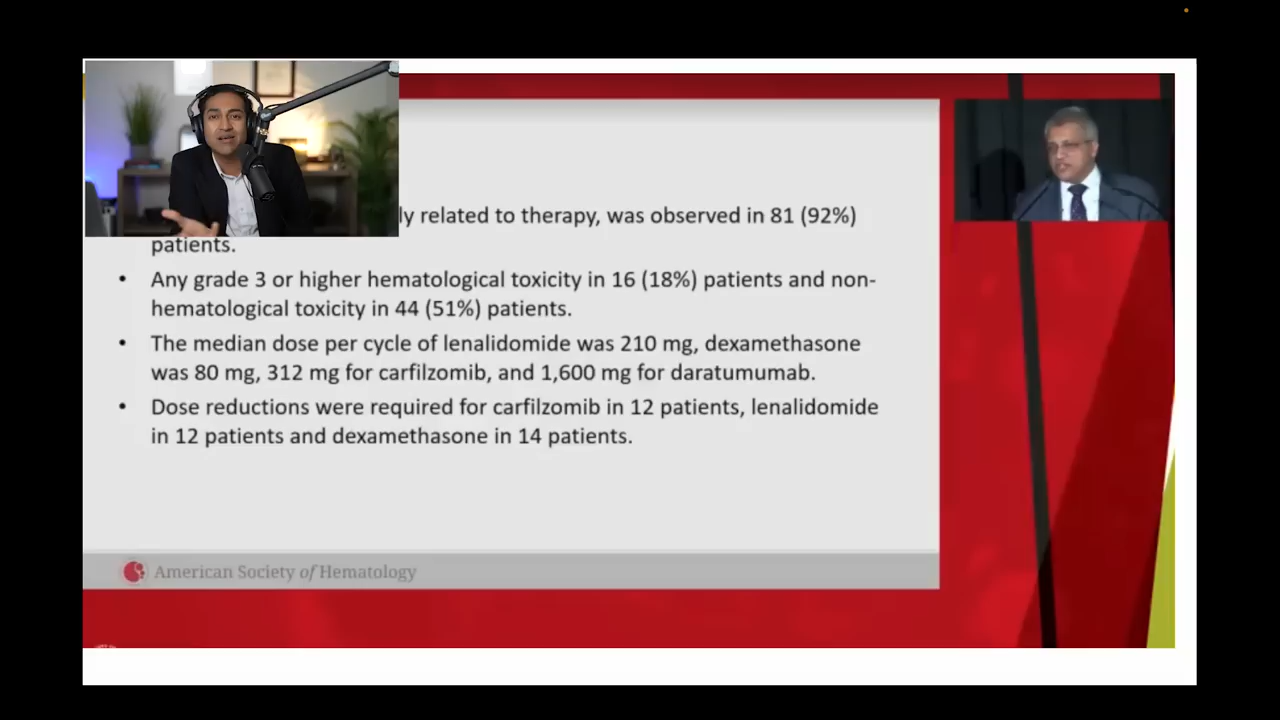 ly related to therapy, was observed in 81 (92%)
patients.
• Any grade 3 or higher hematological toxicity in 16 (18%) patients and non-
hematological toxicity in 44 (51%) patients.
• The median dose per cycle of lenalidomide was 210 mg, dexamethasone
was 80 mg, 312 mg for carfilzomib, and 1,600 mg for daratumumab.
• Dose reductions were required for carfilzomib in 12 patients, lenalidomide
in 12 patients and dexamethasone in 14 patients.
American Society of Hematology